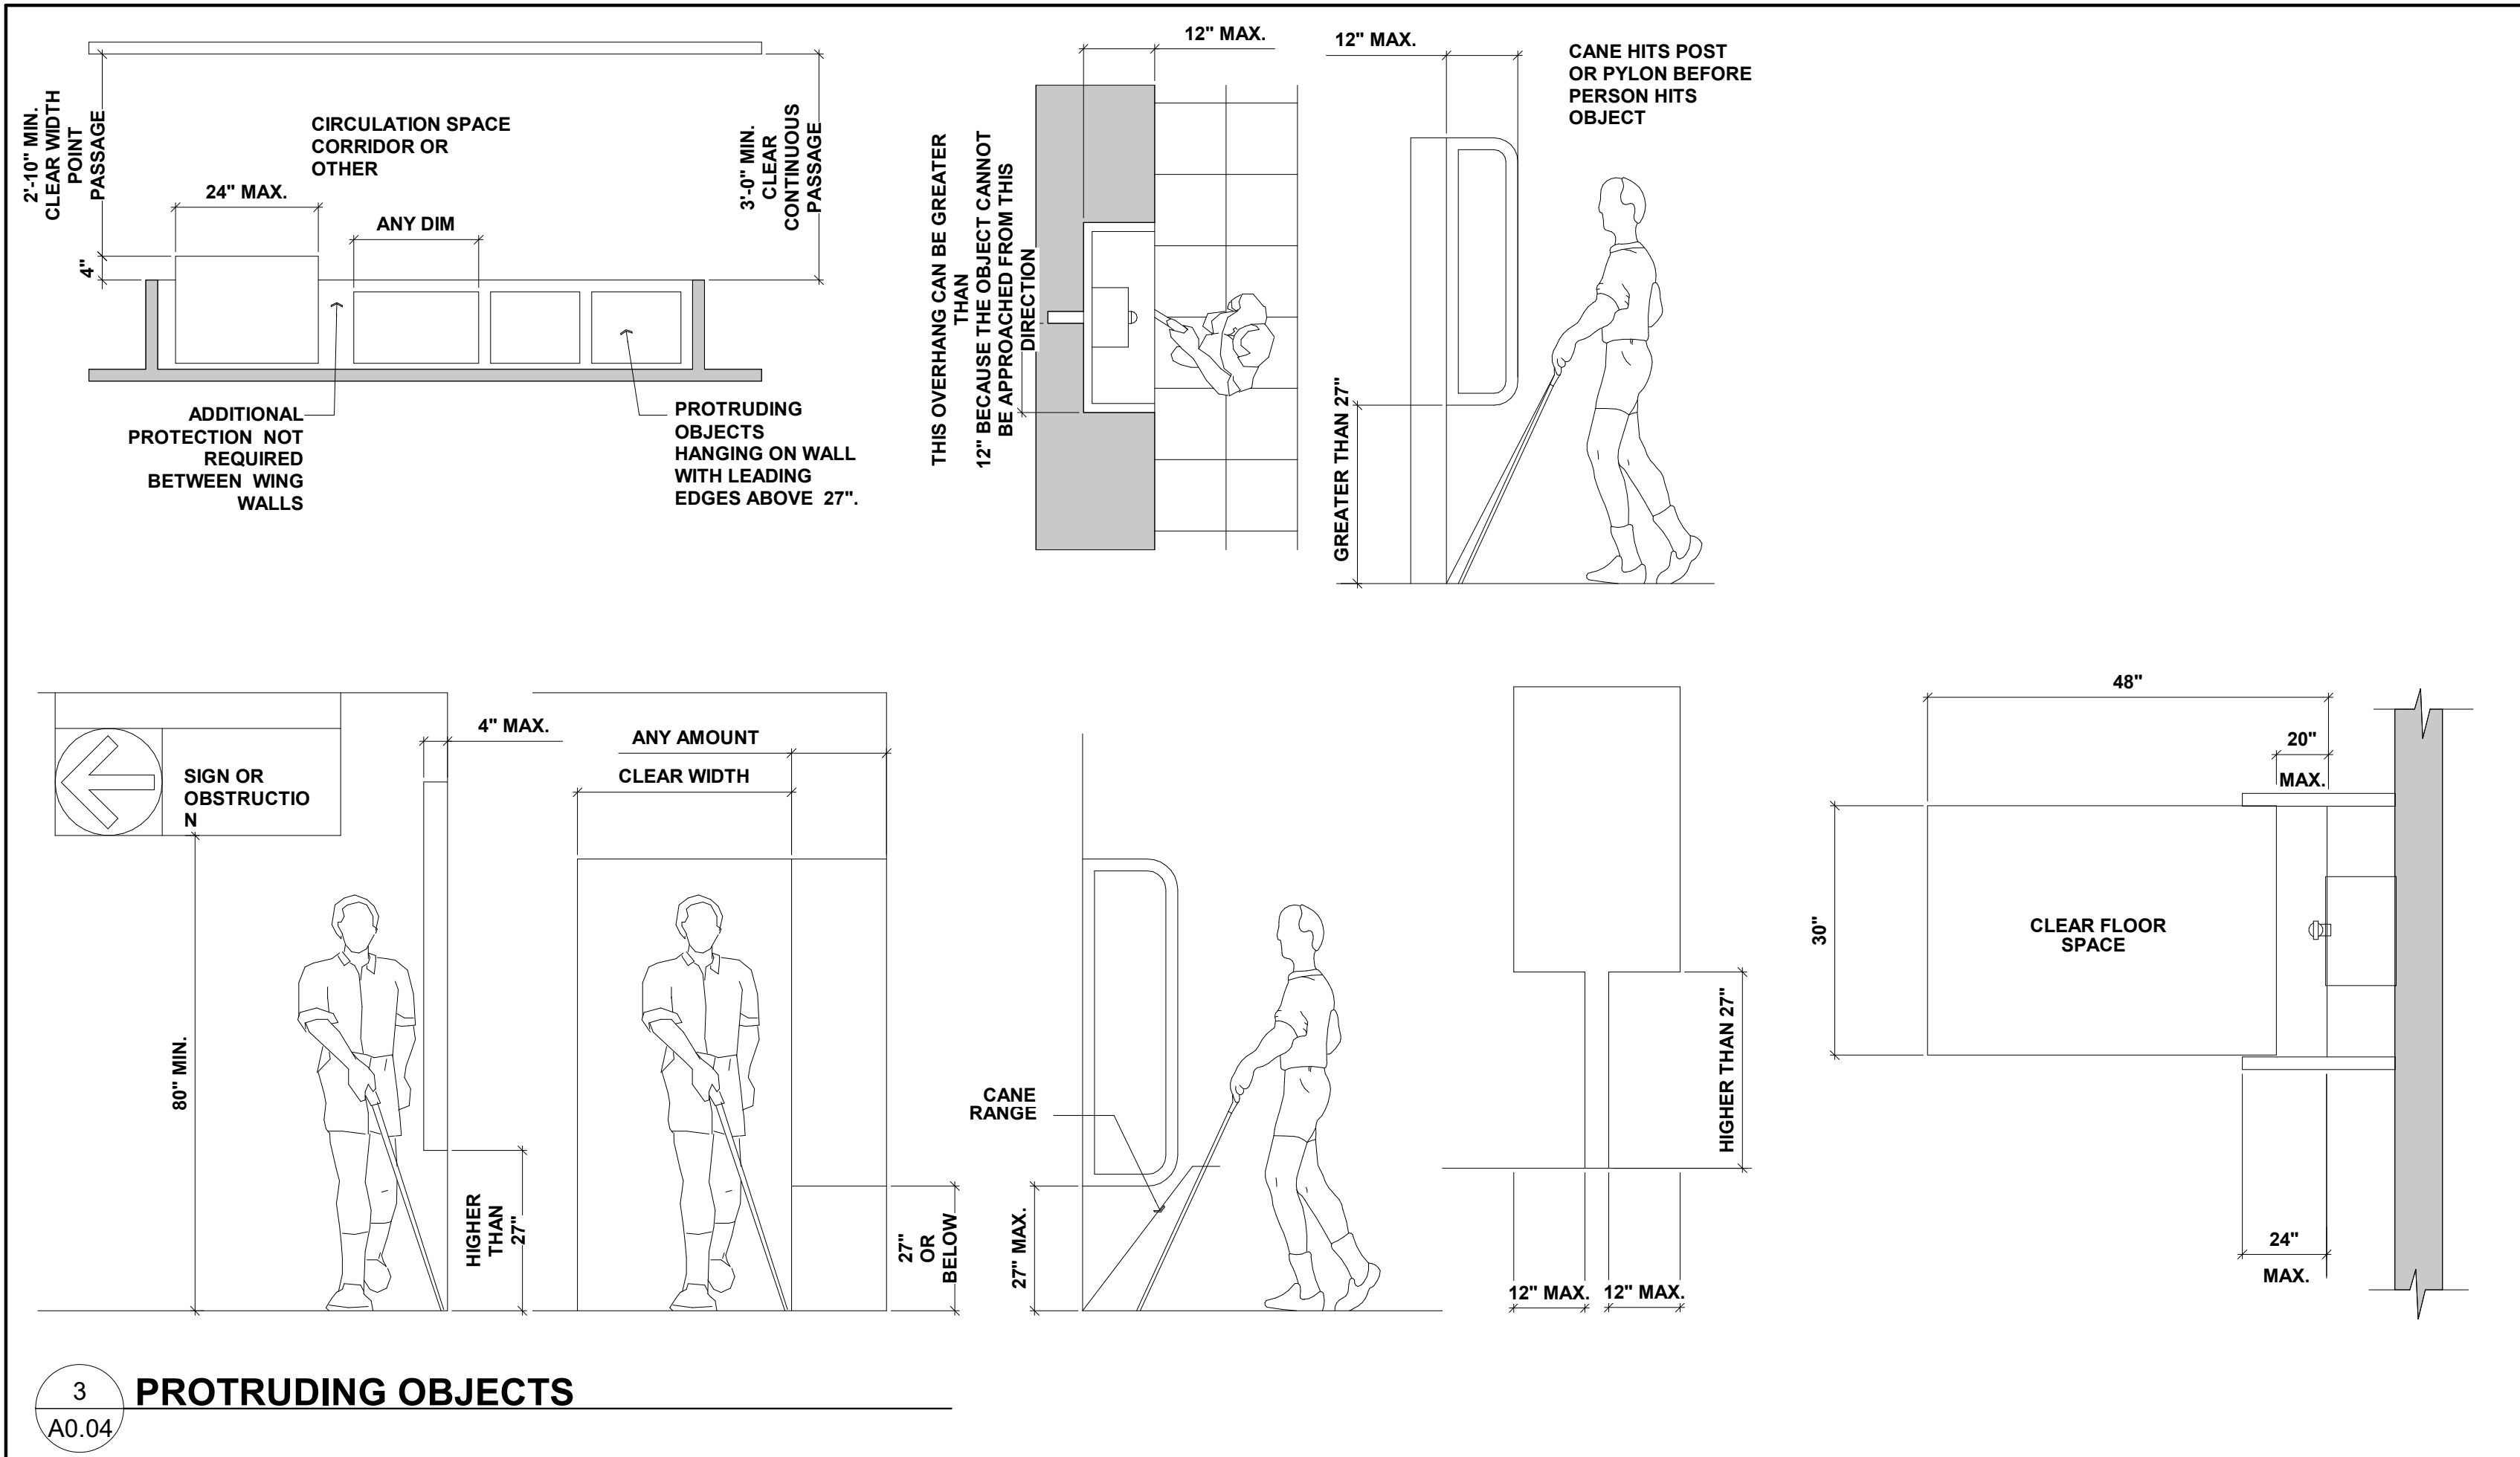 2'-10" MIN.
CLEAR WIDTH
POINT
PASSAGE
4"
24" MAX.
CIRCULATION SPACE
CORRIDOR OR
OTHER
ANY DIM
3'-0" MIN.
CLEAR
CONTINUOUS
PASSAGE
ADDITIONAL
PROTECTION NOT
REQUIRED
BETWEEN WING
WALLS
PROTRUDING
OBJECTS
HANGING ON WALL
WITH LEADING
EDGES ABOVE 27".
12" MAX.
THIS OVERHANG CAN BE GREATER
THAN
12" BECAUSE THE OBJECT CANNOT
BE APPROACHED FROM THIS
DIRECTION
12" MAX.
CANE HITS POST
OR PYLON BEFORE
PERSON HITS
OBJECT
GREATER THAN 27"
SIGN OR
OBSTRUCTIO
N
4" MAX.
80" MIN.
HIGHER
THAN
27"
ANY AMOUNT
CLEAR WIDTH
27"
OR
BELOW
CANE
RANGE
27" MAX.
HIGHER THAN 27"
12" MAX.
12" MAX.
48"
20"
MAX.
30"
CLEAR FLOOR
SPACE
24"
MAX.
3
A0.04
PROTRUDING OBJECTS